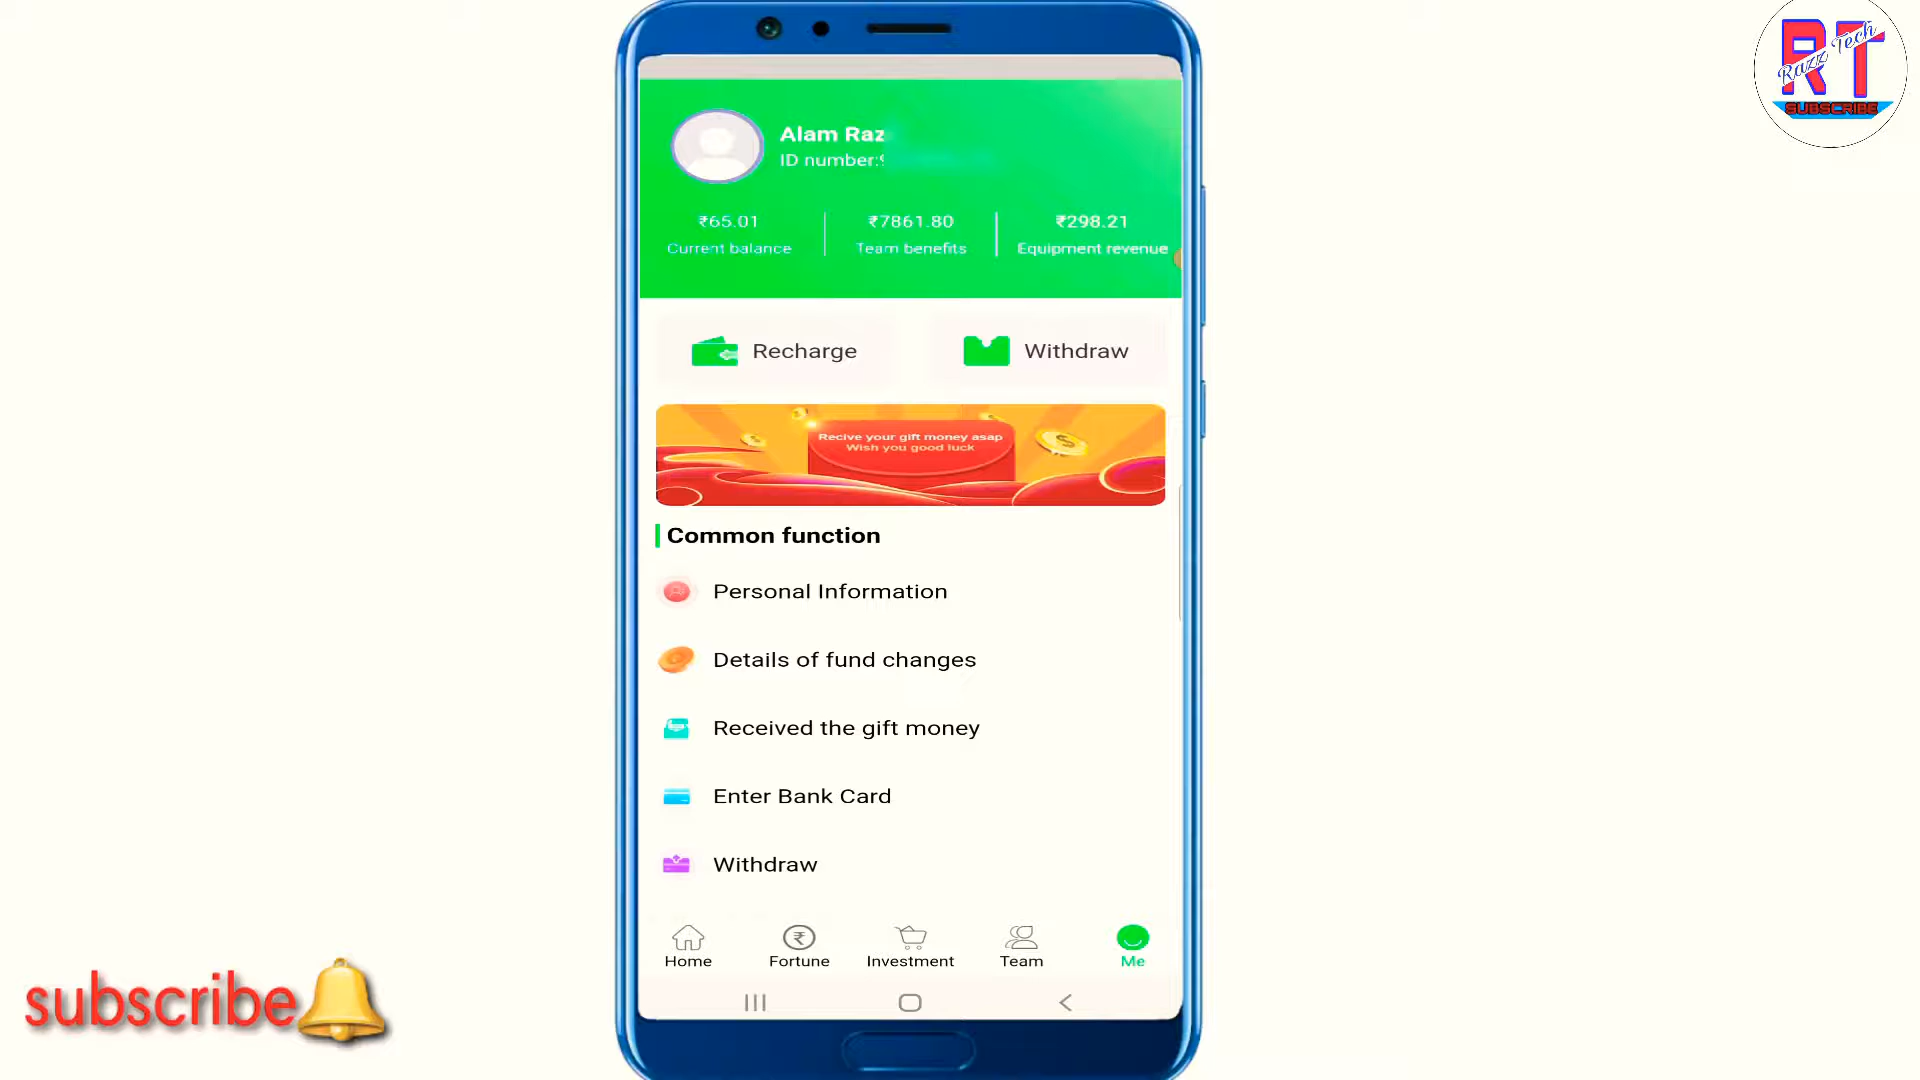 RT
Razz Tech
SUBSCRIBE
Alam Raz
ID number:
₹65.01
Current balance
₹7861.80
Team benefits
₹298.21
Equipment revenue
Recharge
Withdraw
Recive your gift money asap
Wish you good luck
Common function
Personal Information
Details of fund changes
Received the gift money
Enter Bank Card
Withdraw
Home
Fortune
Investment
Team
Me
subscribe